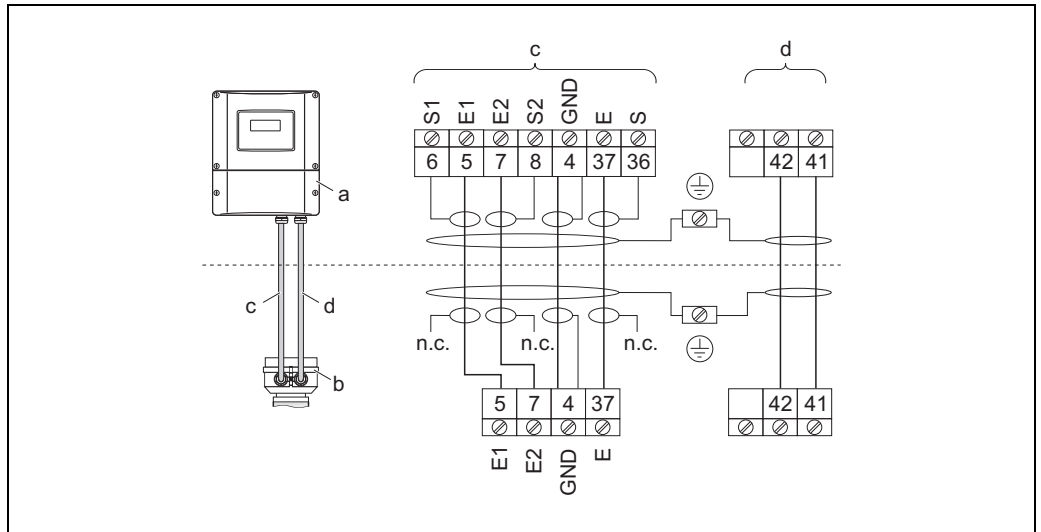 c d
S1 E1 E2 S2 GND E S
6 5 7 8 4 37 36 42 41
a
c d
n.c. n.c. n.c.
b
5 7 4 37 42 41
E1 E2 GND E